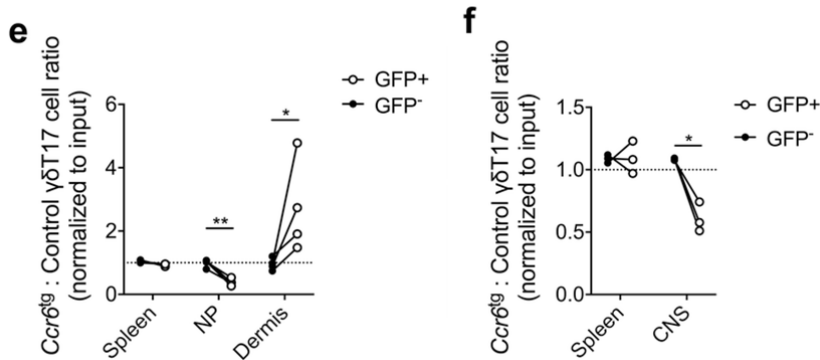 e
Ccr6ᵗᵍ : Control γδT17 cell ratio
(normalized to input)
6
4
2
0
**
*
Spleen
NP
Dermis
GFP+
GFP⁻
f
Ccr6ᵗᵍ : Control γδT17 cell ratio
(normalized to input)
1.5
1.0
0.5
0.0
*
Spleen
CNS
GFP+
GFP⁻